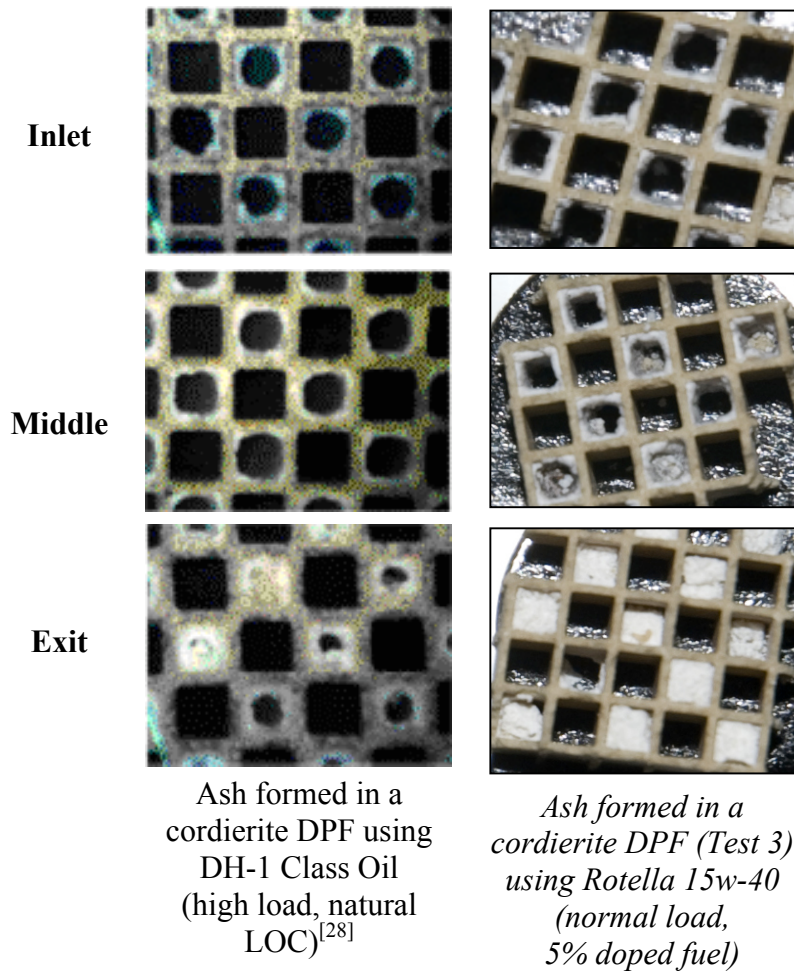 Inlet
Middle
Exit
Ash formed in a
cordierite DPF using
DH-1 Class Oil
(high load, natural
LOC)[28]
Ash formed in a
cordierite DPF (Test 3)
using Rotella 15w-40
(normal load,
5% doped fuel)